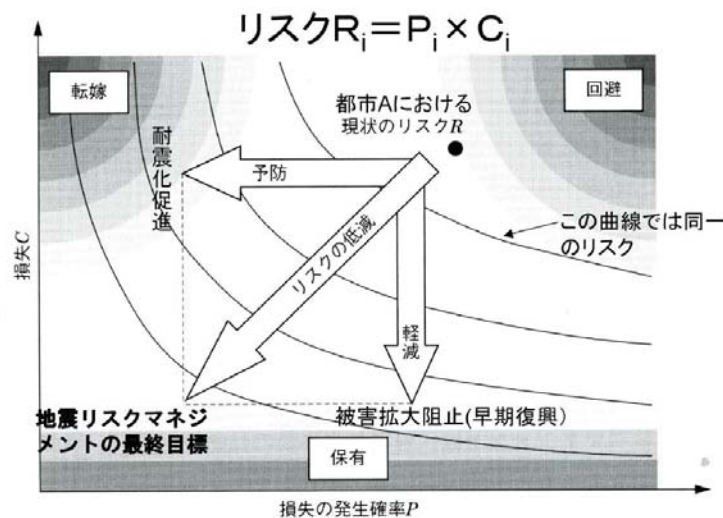 リスクRi＝Pi×Ci
転嫁
回避
都市Aにおける
現状のリスクR
耐震化促進
予防
この曲線では同一
のリスク
損失C
リスクの低減
軽減
地震リスクマネジ
メントの最終目標
被害拡大阻止(早期復興）
保有
損失の発生確率P